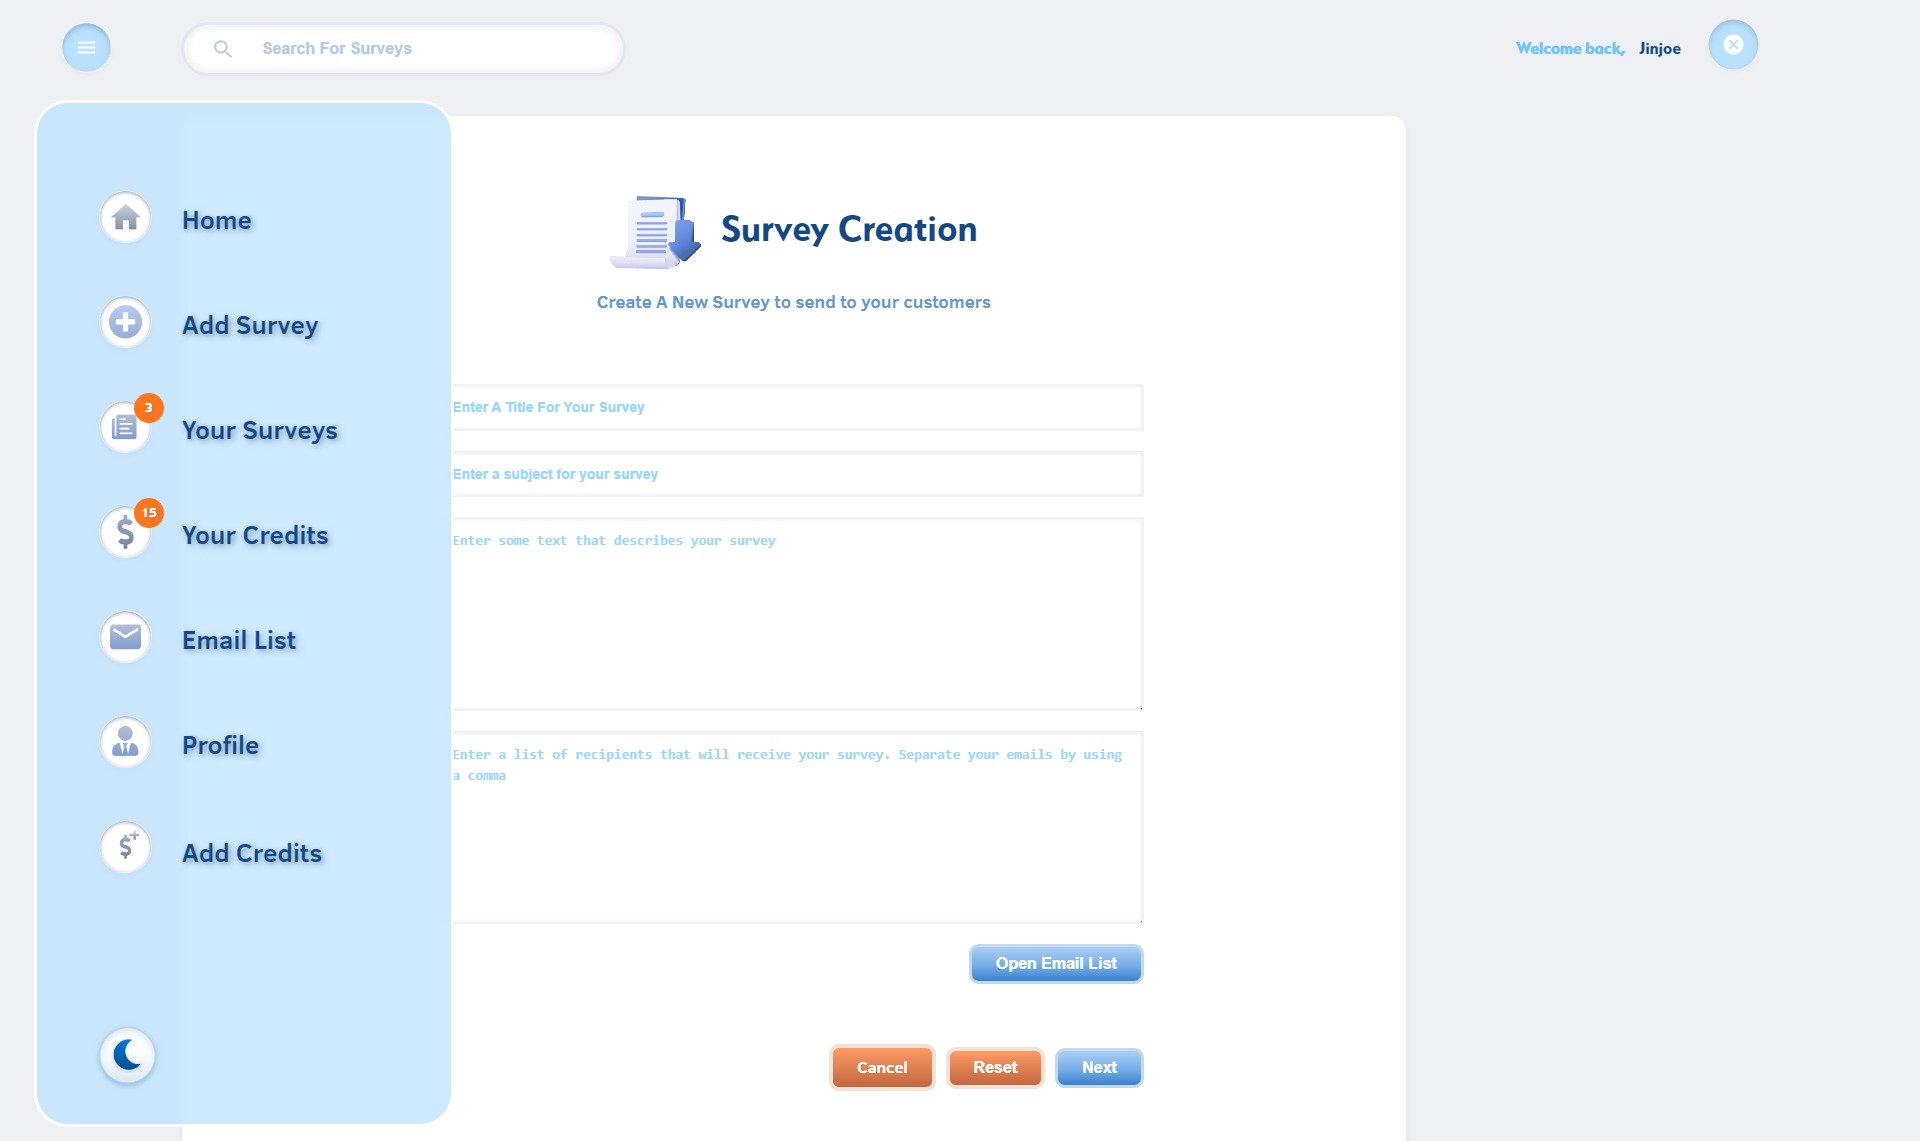 Search For Surveys
Welcome back, Jinjoe
Home
Add Survey
3
Your Surveys
15
Your Credits
Email List
Profile
Add Credits
Survey Creation
Create A New Survey to send to your customers
Enter A Title For Your Survey
Enter a subject for your survey
Enter some text that describes your survey
Enter a list of recipients that will receive your survey. Separate your emails by using
a comma
Open Email List
Cancel Reset Next